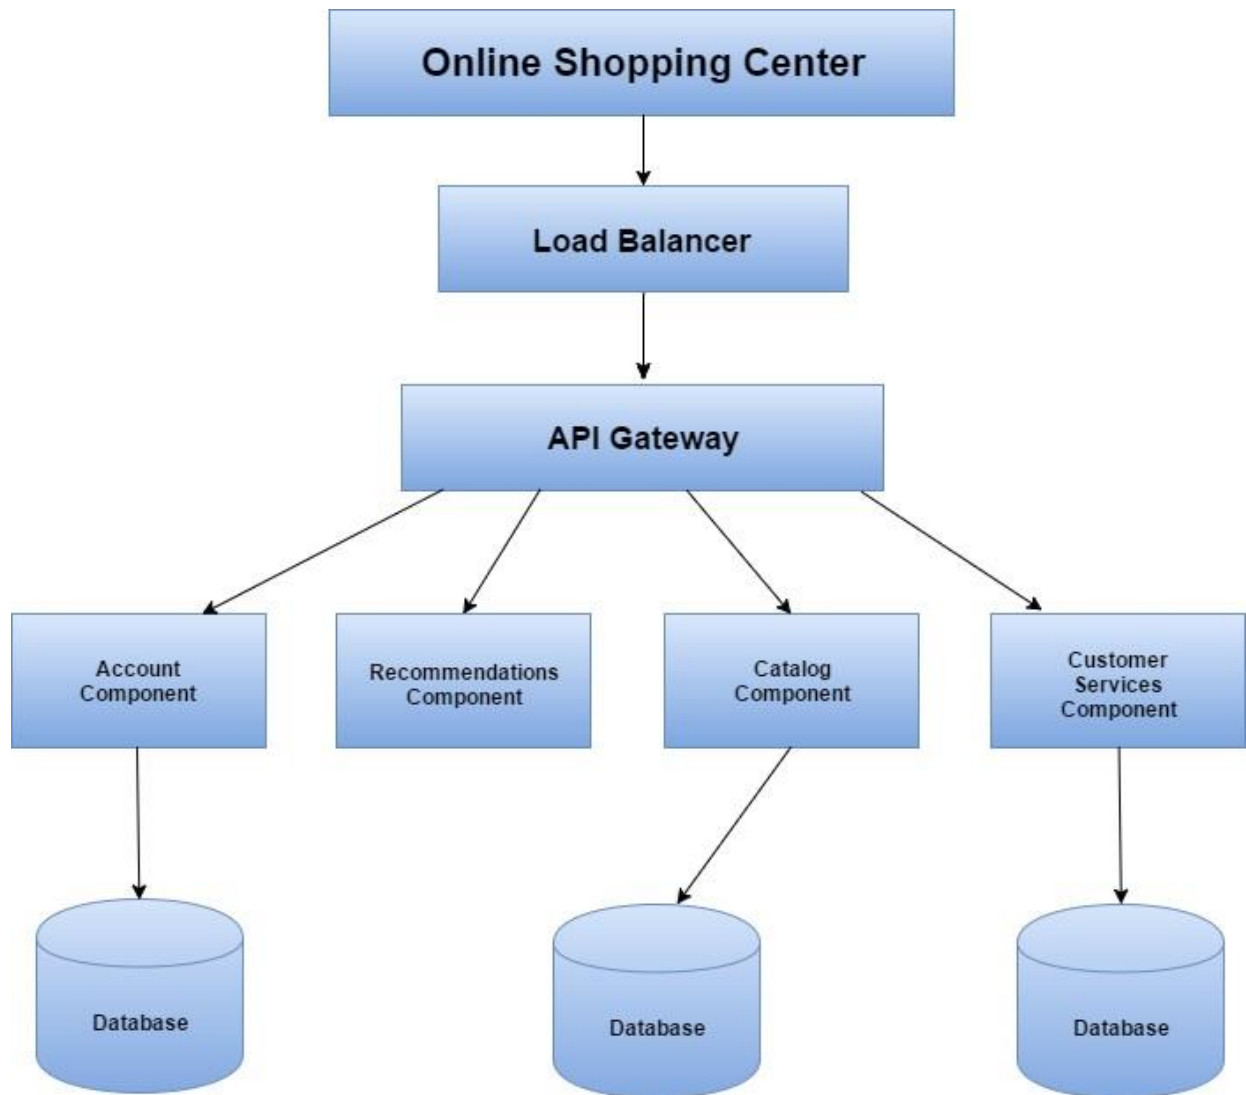 Online Shopping Center
Load Balancer
API Gateway
Account
Component
Recommendations
Component
Catalog
Component
Customer
Services
Component
Database
Database
Database